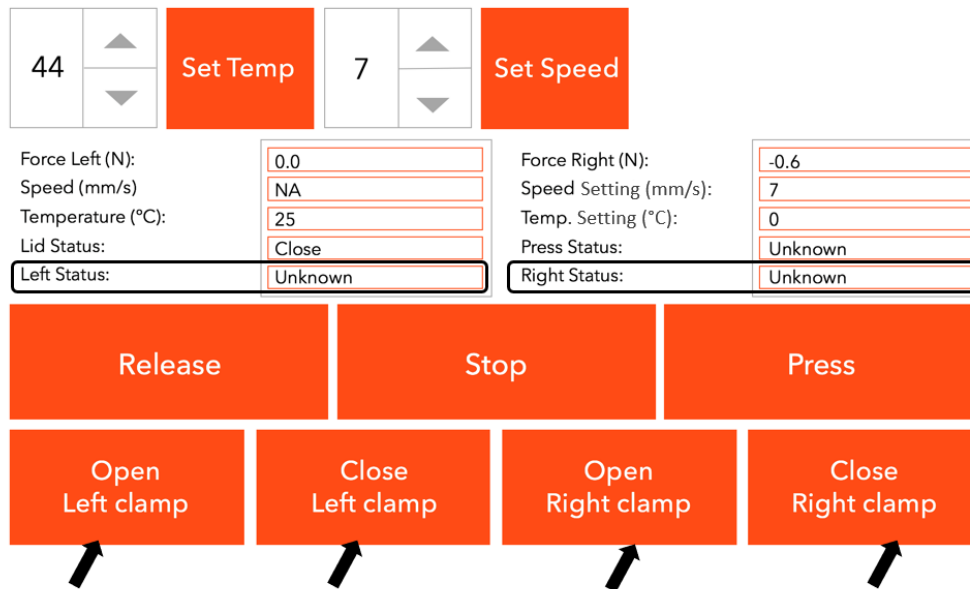 44
Set Temp
7
Set Speed
Force Left (N): 0.0
Speed (mm/s) NA
Temperature (°C): 25
Lid Status: Close
Left Status: Unknown
Force Right (N): -0.6
Speed Setting (mm/s): 7
Temp. Setting (°C): 0
Press Status: Unknown
Right Status: Unknown
Release
Stop
Press
Open
Left clamp
Close
Left clamp
Open
Right clamp
Close
Right clamp